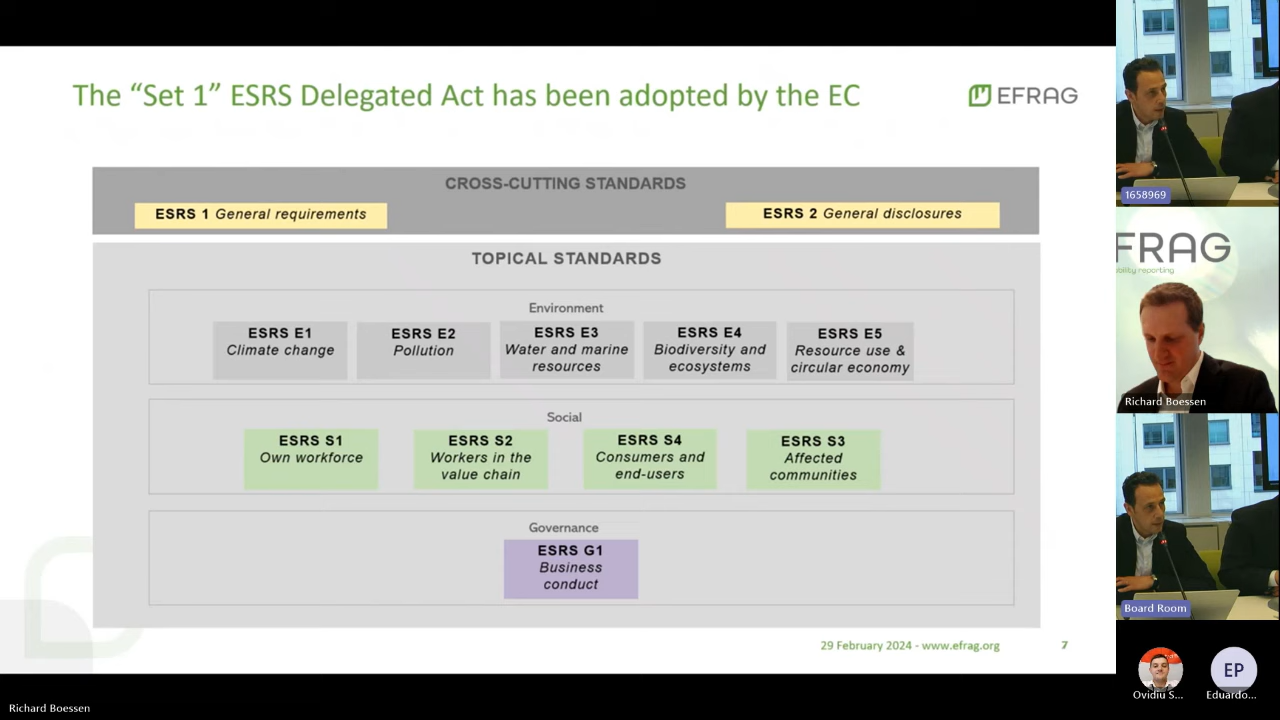 The “Set 1” ESRS Delegated Act has been adopted by the EC
EFRAG
CROSS-CUTTING STANDARDS
ESRS 1 General requirements
ESRS 2 General disclosures
TOPICAL STANDARDS
Environment
ESRS E1
Climate change
ESRS E2
Pollution
ESRS E3
Water and marine
resources
ESRS E4
Biodiversity and
ecosystems
ESRS E5
Resource use &
circular economy
Social
ESRS S1
Own workforce
ESRS S2
Workers in the
value chain
ESRS S4
Consumers and
end-users
ESRS S3
Affected
communities
Governance
ESRS G1
Business
conduct
29 February 2024 - www.efrag.org
7
1658969
FRAG
bility reporting
Richard Boessen
Board Room
EP
Ovidiu S...
Eduardo...
Richard Boessen